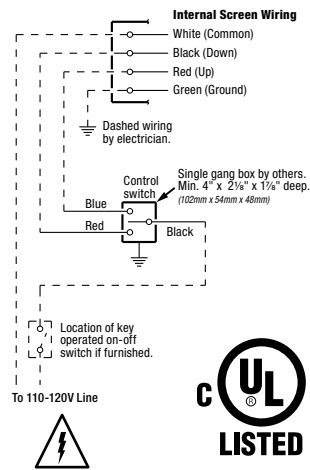 Internal Screen Wiring
White (Common)
Black (Down)
Red (Up)
Green (Ground)
Dashed wiring
by electrician.
Single gang box by others.
Min. 4" x 2⅛" x 1⅞" deep.
(102mm x 54mm x 48mm)
Control
switch
Blue
Red
Black
Location of key
operated on-off
switch if furnished.
To 110-120V Line
C UL ®
LISTED